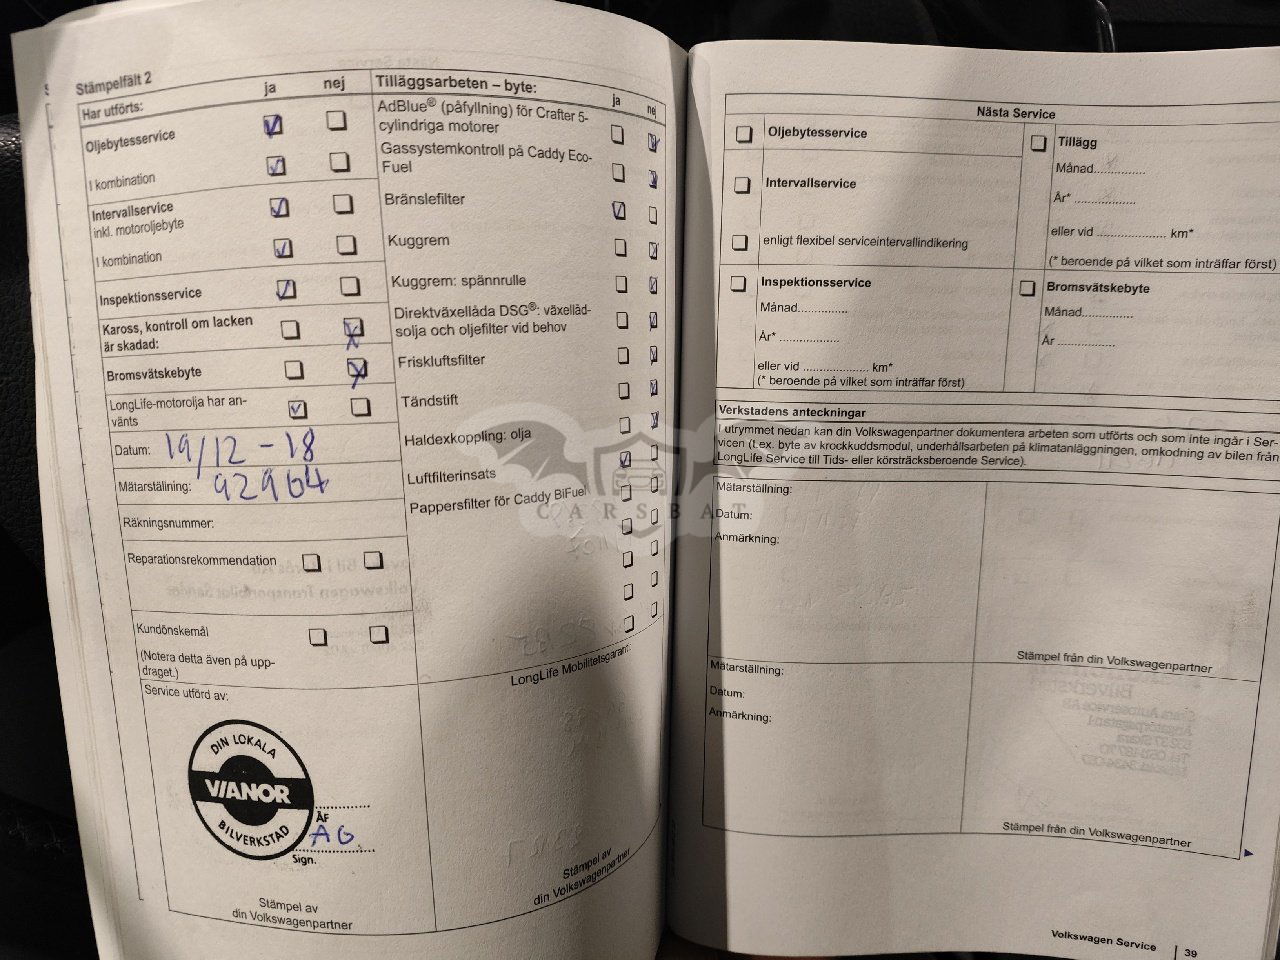 Stämpelfält 2
Har utförts:
ja
nej
Oljebytesservice
I kombination
Intervallservice
inkl. motoroljebyte
I kombination
Inspektionsservice
Kaross, kontroll om lacken
är skadad:
Bromsvätskebyte
LongLife-motorolja har an-
vänts
Datum: 19/12-18
Mätarställning: 92964
Räkningsnummer:
Reparationsrekommendation
Kundönskemål
(Notera detta även på upp-
draget.)
Service utförd av:
DIN LOKALA
VIANOR
BILVERKSTAD
ÅF
AG
Sign.
Stämpel av
din Volkswagenpartner
Tilläggsarbeten – byte:
ja
nej
AdBlue® (påfyllning) för Crafter 5-
cylindriga motorer
Gassystemkontroll på Caddy Eco-
Fuel
Bränslefilter
Kuggrem
Kuggrem: spännrulle
Direktväxellåda DSG®: växelläd-
solja och oljefilter vid behov
Friskluftsfilter
Tändstift
Haldexkoppling: olja
Luftfilterinsats
Pappersfilter för Caddy BiFuel
LongLife Mobilitetsgaranti:
Stämpel av
din Volkswagenpartner
CARSBAT
Nästa Service
Oljebytesservice
Intervallservice
enligt flexibel serviceintervallindikering
Tillägg
Månad...............
År* ..................
eller vid .................... km*
(* beroende på vilket som inträffar först)
Inspektionsservice
Månad..............
År* ..................
eller vid ................... km*
(* beroende på vilket som inträffar först)
Bromsvätskebyte
Månad...............
År .................
Verkstadens anteckningar
I utrymmet nedan kan din Volkswagenpartner dokumentera arbeten som utförts och som inte ingår i Ser-
vicen (t.ex. byte av krockkuddsmodul, underhållsarbeten på klimatanläggningen, omkodning av bilen från
LongLife Service till Tids- eller körsträcksberoende Service).
Mätarställning:
Datum:
Anmärkning:
Stämpel från din Volkswagenpartner
Mätarställning:
Datum:
Anmärkning:
Stämpel från din Volkswagenpartner
Volkswagen Service | 39